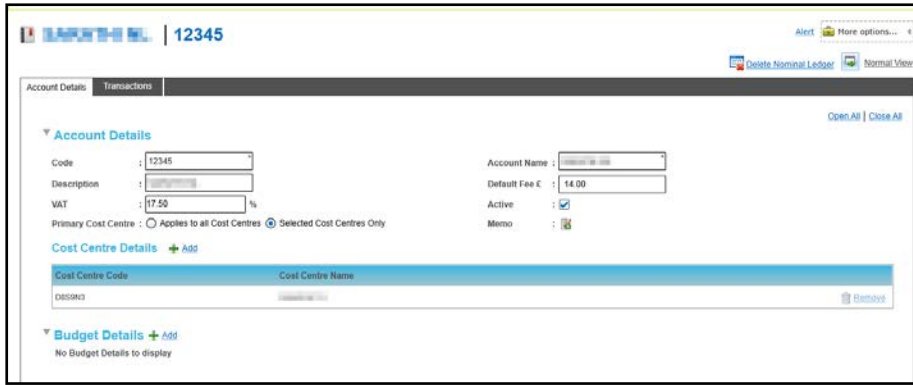 12345
Alert More options...
Delete Nominal Ledger Normal View
Account Details Transactions
Open All | Close All
Account Details
Code : 12345 * Account Name : *
Description : Default Fee £ : 14.00
VAT : 17.50 % Active :
Primary Cost Centre : Applies to all Cost Centres Selected Cost Centres Only Memo :
Cost Centre Details Add
Cost Centre Code Cost Centre Name
D8S9N3 Remove
Budget Details Add
No Budget Details to display